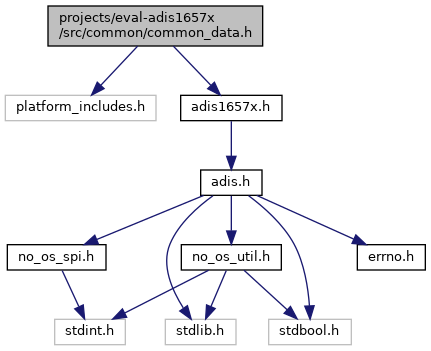 projects/eval-adis1657x
/src/common/common_data.h
platform_includes.h
adis1657x.h
adis.h
no_os_spi.h
no_os_util.h
errno.h
stdint.h
stdlib.h
stdbool.h